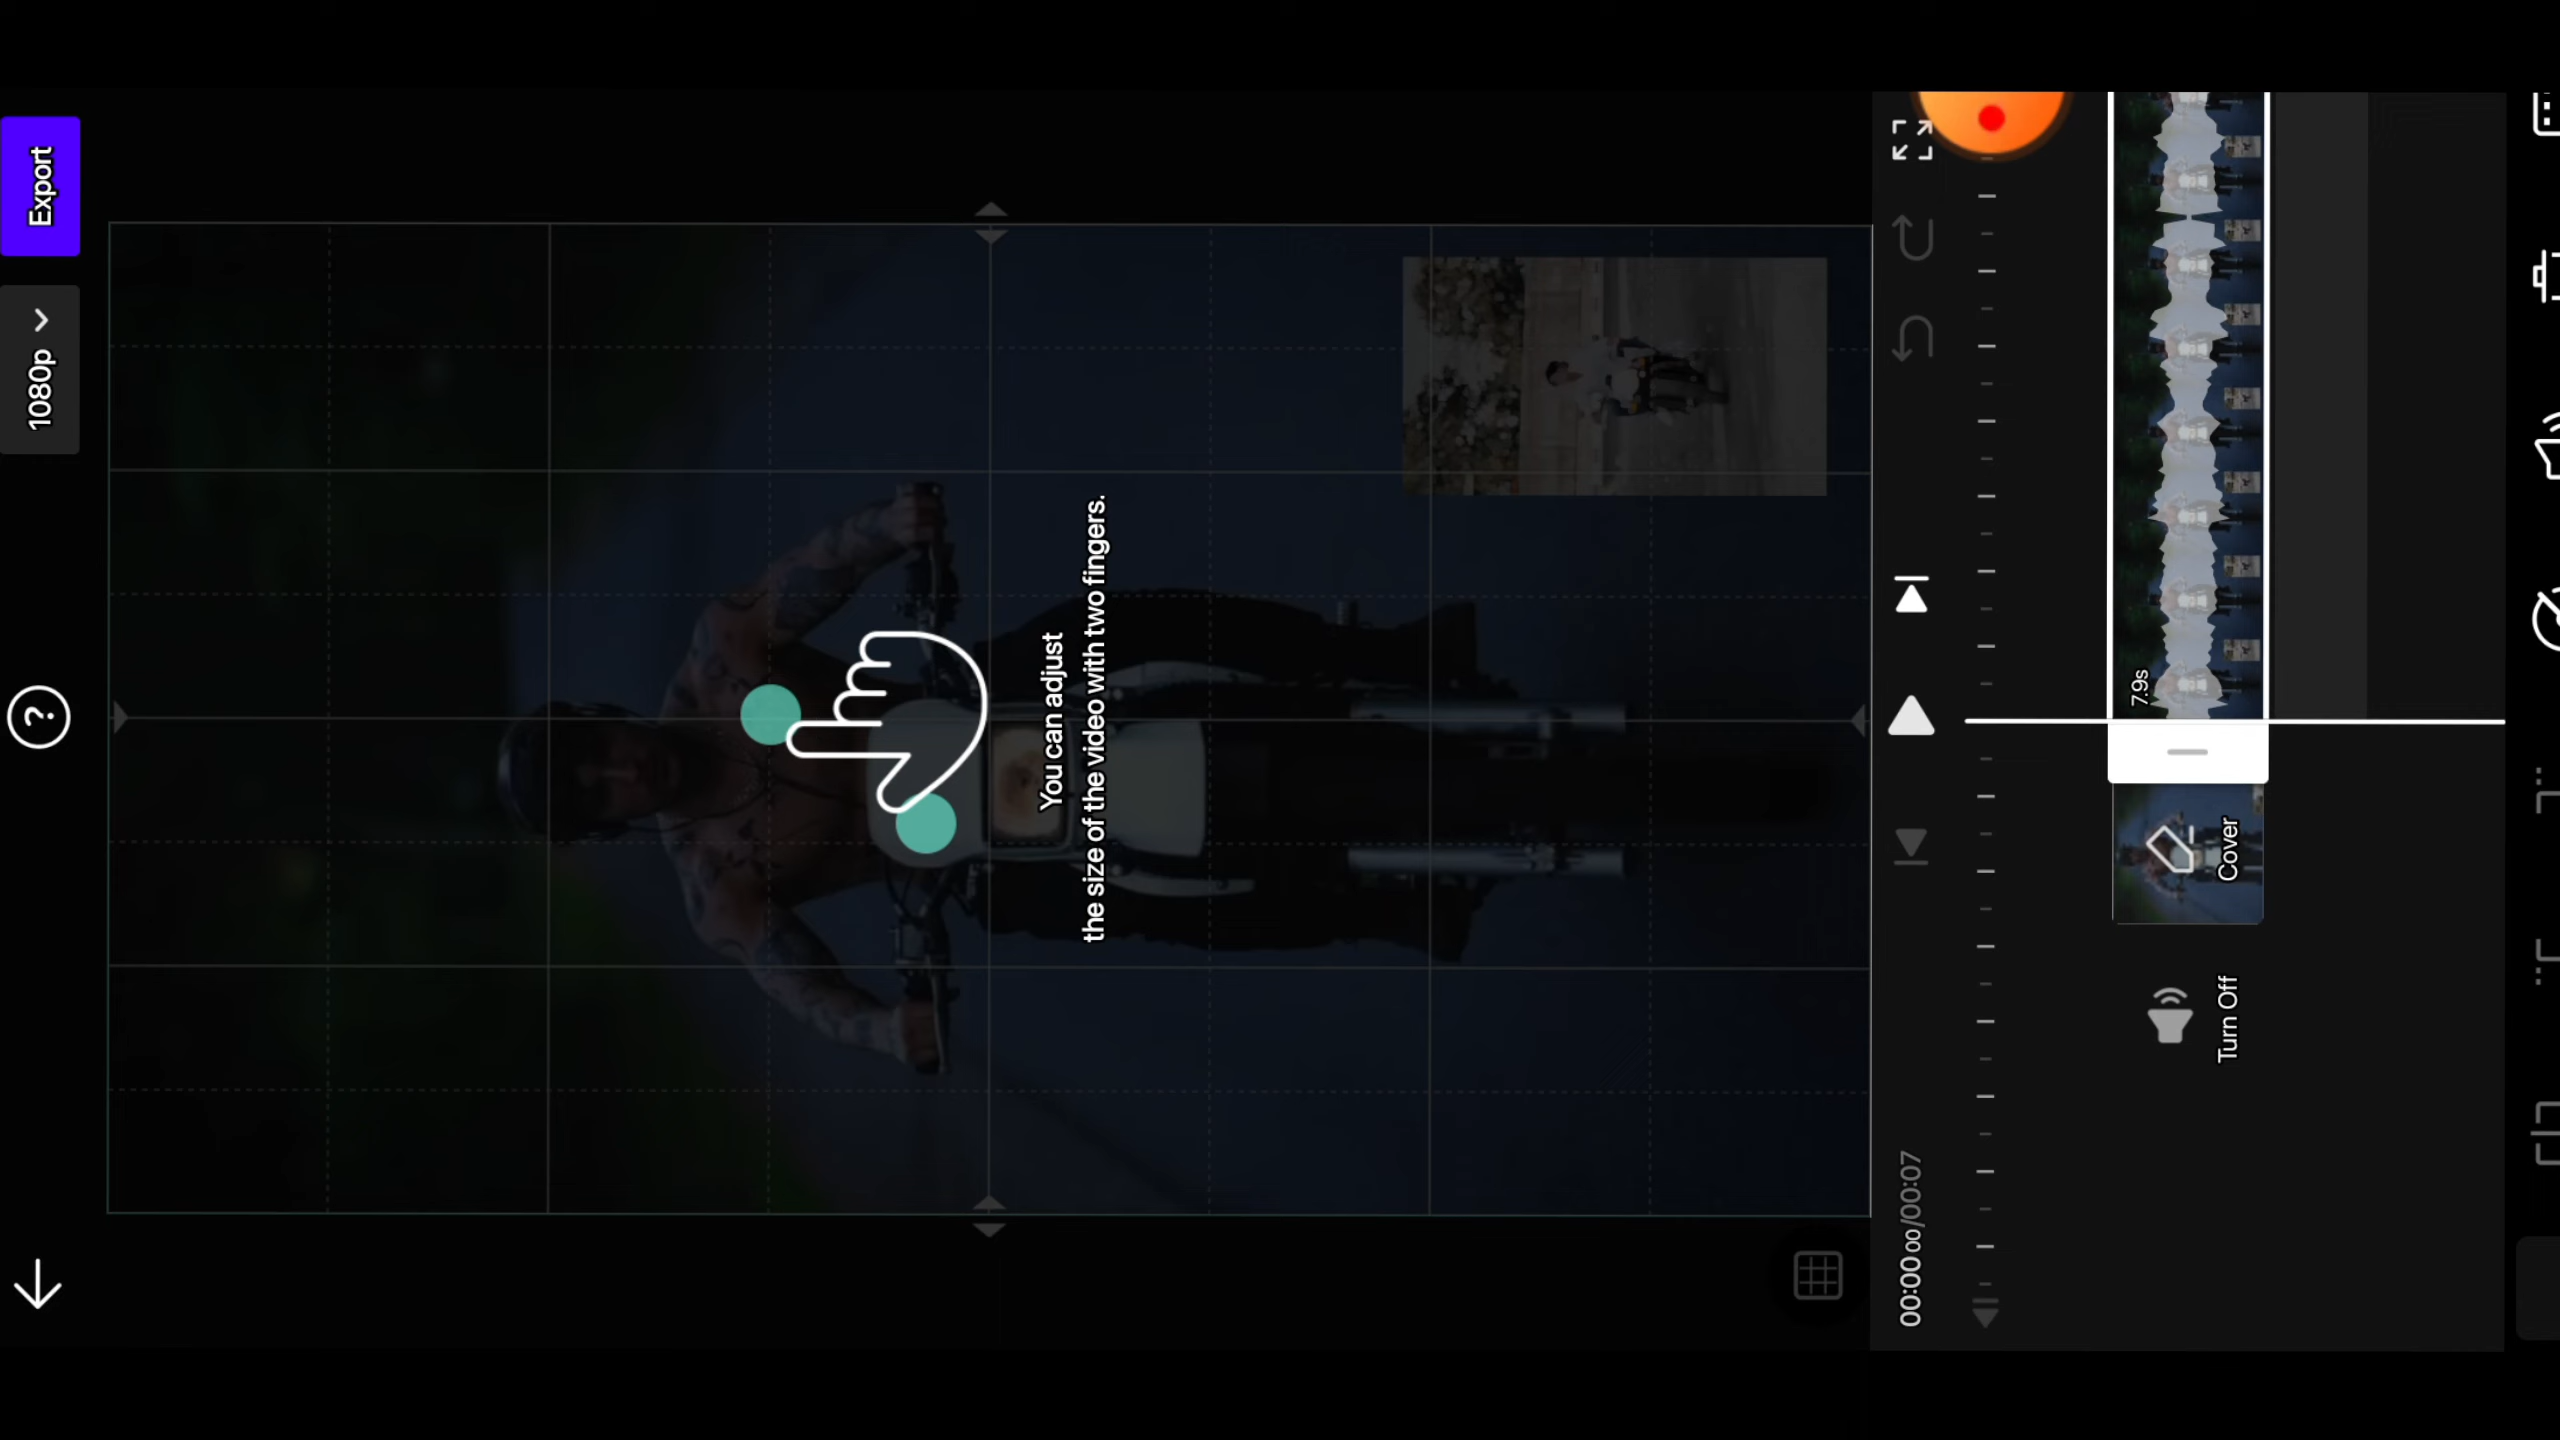 1080p
Export
You can adjust
the size of the video with two fingers.
00:00:00/00:07
7.9s
Cover
Turn Off